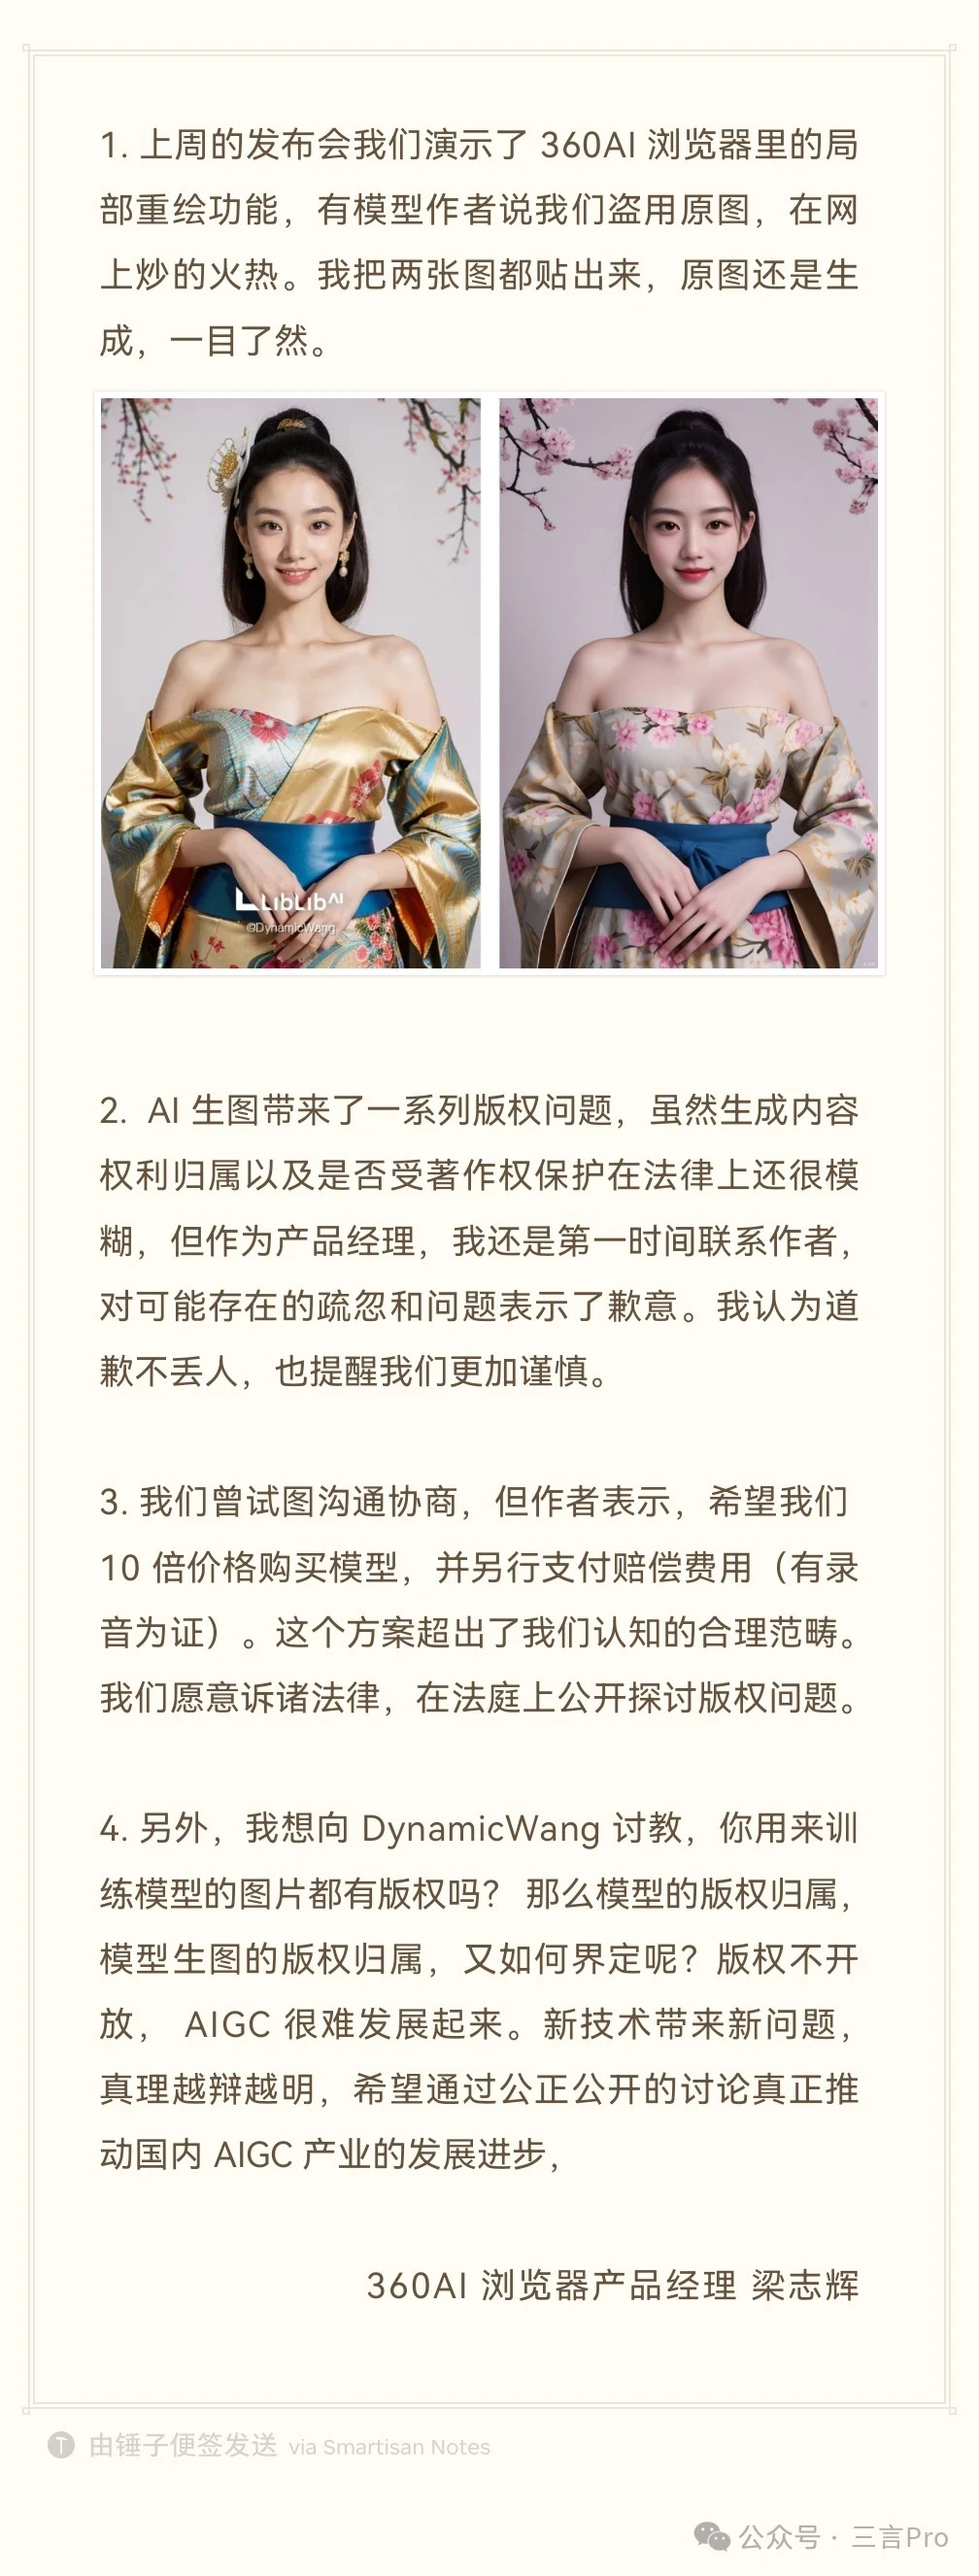 1. 上周的发布会我们演示了 360AI 浏览器里的局
部重绘功能，有模型作者说我们盗用原图，在网
上炒的火热。我把两张图都贴出来，原图还是生
成，一目了然。
LibLib AI
@DynamicWang
2. AI 生图带来了一系列版权问题，虽然生成内容
权利归属以及是否受著作权保护在法律上还很模
糊，但作为产品经理，我还是第一时间联系作者，
对可能存在的疏忽和问题表示了歉意。我认为道
歉不丢人，也提醒我们更加谨慎。
3. 我们曾试图沟通协商，但作者表示，希望我们
10 倍价格购买模型，并另行支付赔偿费用（有录
音为证）。这个方案超出了我们认知的合理范畴。
我们愿意诉诸法律，在法庭上公开探讨版权问题。
4. 另外，我想向 DynamicWang 讨教，你用来训
练模型的图片都有版权吗？ 那么模型的版权归属，
模型生图的版权归属，又如何界定呢？版权不开
放， AIGC 很难发展起来。新技术带来新问题，
真理越辩越明，希望通过公正公开的讨论真正推
动国内 AIGC 产业的发展进步，
360AI 浏览器产品经理 梁志辉
由锤子便签发送 via Smartisan Notes
公众号 · 三言Pro